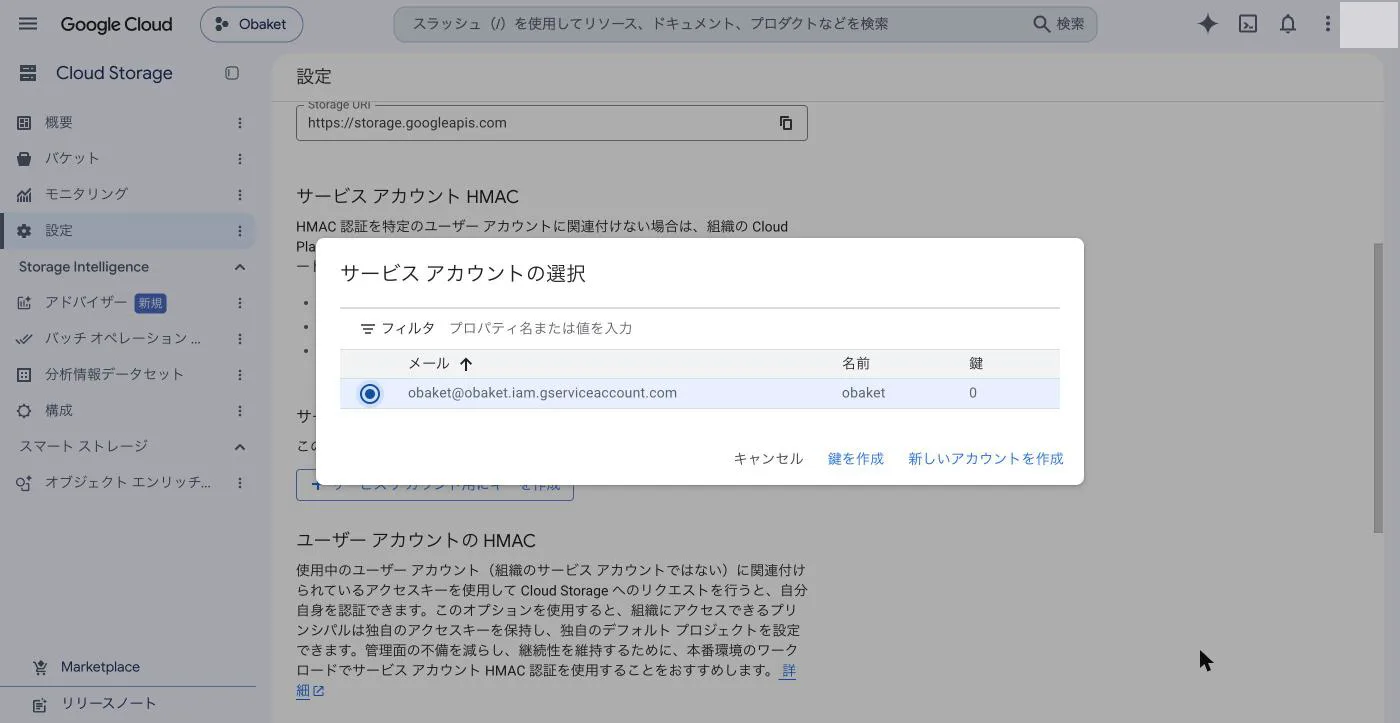 Google Cloud
Obaket
スラッシュ（/）を使用してリソース、ドキュメント、プロダクトなどを検索
検索
Cloud Storage
概要
バケット
モニタリング
設定
Storage Intelligence
アドバイザー 新規
バッチ オペレーション ...
分析情報データセット
構成
スマート ストレージ
オブジェクト エンリッチ...
Marketplace
リリースノート
設定
Storage URI
https://storage.googleapis.com
サービス アカウント HMAC
HMAC 認証を特定のユーザー アカウントに関連付けない場合は、組織の Cloud
Pla
サービス アカウントの選択
フィルタ プロパティ名または値を入力
メール 名前 鍵
obaket@obaket.iam.gserviceaccount.com obaket 0
キャンセル 鍵を作成 新しいアカウントを作成
サ
この
+ サービス アカウント用にキーを作成
ユーザー アカウントの HMAC
使用中のユーザー アカウント（組織のサービス アカウントではない）に関連付け
られているアクセスキーを使用して Cloud Storage へのリクエストを行うと、自分
自身を認証できます。このオプションを使用すると、組織にアクセスできるプリ
ンシパルは独自のアクセスキーを保持し、独自のデフォルト プロジェクトを設定
できます。管理面の不備を減らし、継続性を維持するために、本番環境のワーク
ロードでサービス アカウント HMAC 認証を使用することをおすすめします。 詳
細